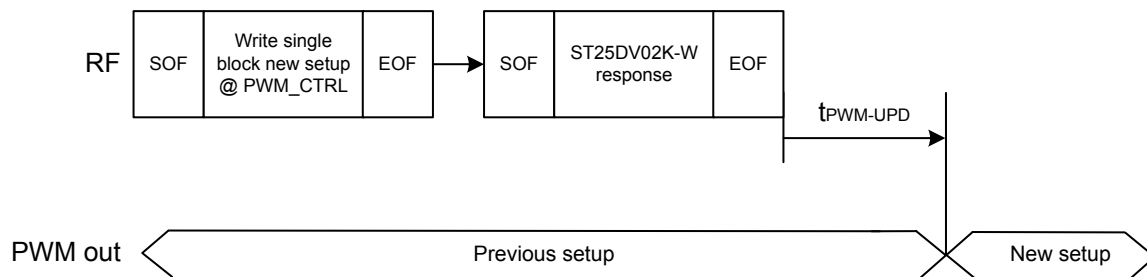 RF
SOF
Write single
block new setup
@ PWM_CTRL
EOF
SOF
ST25DV02K-W
response
EOF
tPWM-UPD
PWM out
Previous setup
New setup